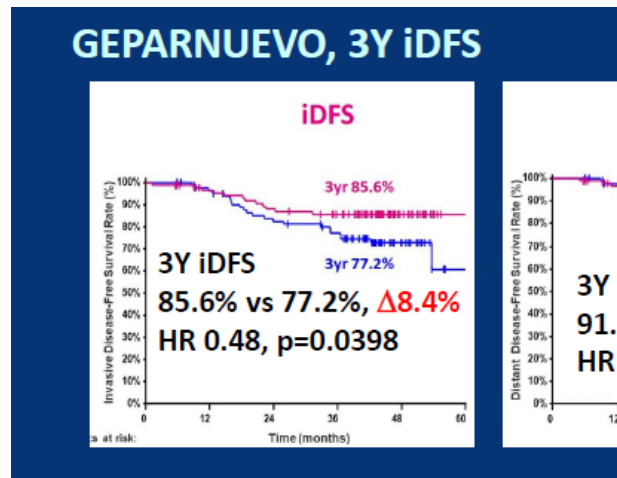 GEPARNUEVO, 3Y iDFS
iDFS
Invasive Disease-Free Survival Rate (%)
100%
90%
80%
70%
60%
50%
40%
30%
20%
10%
0%
3yr 85.6%
3yr 77.2%
3Y iDFS
85.6% vs 77.2%, Δ8.4%
HR 0.48, p=0.0398
0 12 24 36 48 60
s at risk:
Time (months)
Distant Disease-Free Survival Rate (%)
100%
90%
80%
70%
60%
50%
40%
30%
20%
10%
0%
3Y
91.
HR
0 12